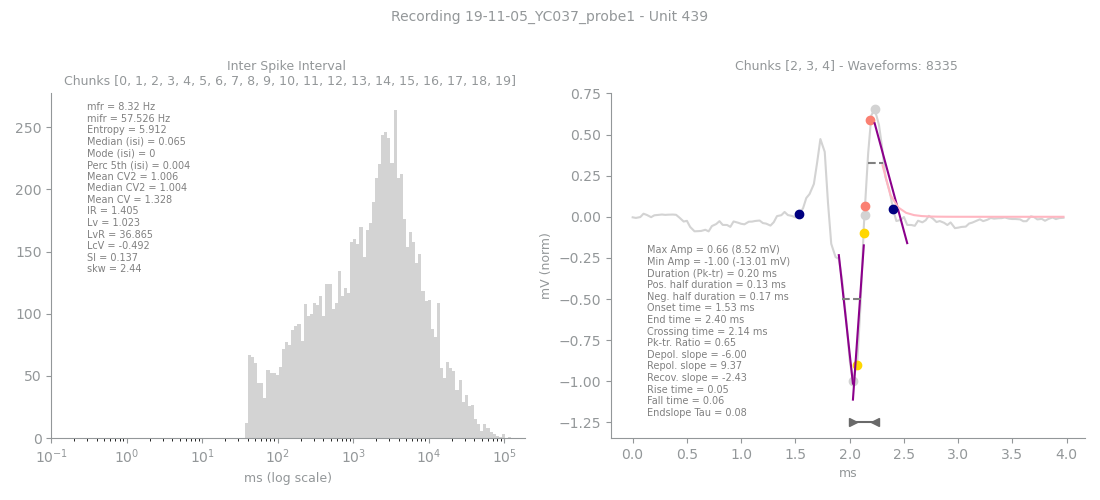 Recording 19-11-05_YC037_probe1 - Unit 439
Inter Spike Interval
Chunks [0, 1, 2, 3, 4, 5, 6, 7, 8, 9, 10, 11, 12, 13, 14, 15, 16, 17, 18, 19]
mfr = 8.32 Hz
mifr = 57.526 Hz
Entropy = 5.912
Median (isi) = 0.065
Mode (isi) = 0
Perc 5th (isi) = 0.004
Mean CV2 = 1.006
Median CV2 = 1.004
Mean CV = 1.328
IR = 1.405
Lv = 1.023
LvR = 36.865
LcV = -0.492
SI = 0.137
skw = 2.44
250
200
150
100
50
0
10⁻¹ 10⁰ 10¹ 10² 10³ 10⁴ 10⁵
ms (log scale)
Chunks [2, 3, 4] - Waveforms: 8335
mV (norm)
0.75
0.50
0.25
0.00
−0.25
−0.50
−0.75
−1.00
−1.25
Max Amp = 0.66 (8.52 mV)
Min Amp = -1.00 (-13.01 mV)
Duration (Pk-tr) = 0.20 ms
Pos. half duration = 0.13 ms
Neg. half duration = 0.17 ms
Onset time = 1.53 ms
End time = 2.40 ms
Crossing time = 2.14 ms
Pk-tr. Ratio = 0.65
Depol. slope = -6.00
Repol. slope = 9.37
Recov. slope = -2.43
Rise time = 0.05
Fall time = 0.06
Endslope Tau = 0.08
0.0 0.5 1.0 1.5 2.0 2.5 3.0 3.5 4.0
ms